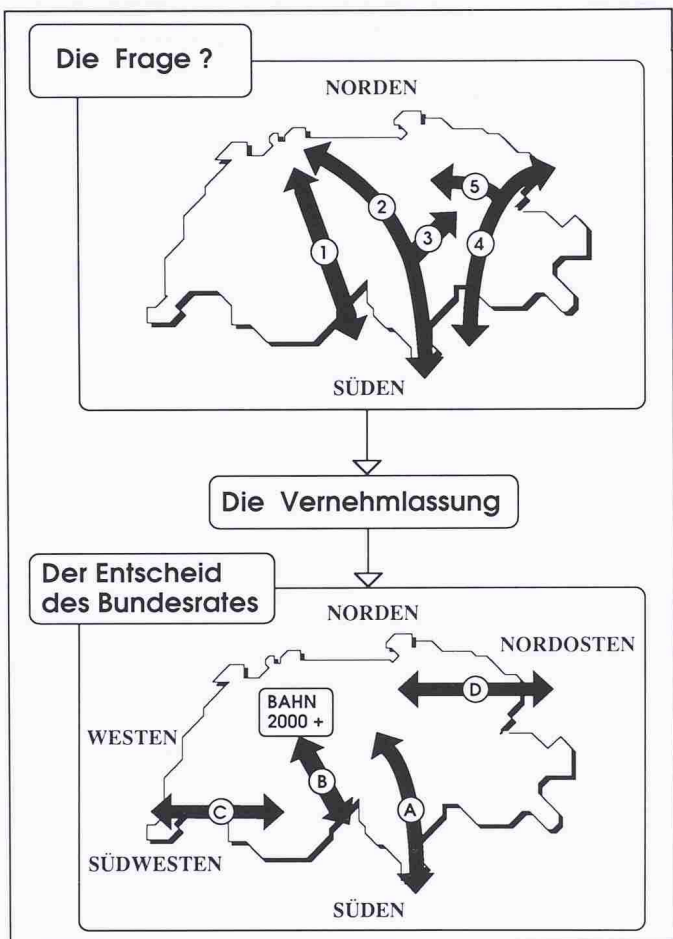 Die Frage ?
NORDEN
5
2
3
4
1
SÜDEN
Die Vernehmlassung
Der Entscheid
des Bundesrates
NORDEN
NORDOSTEN
D
BAHN
2000 +
WESTEN
B
A
C
SÜDWESTEN
SÜDEN